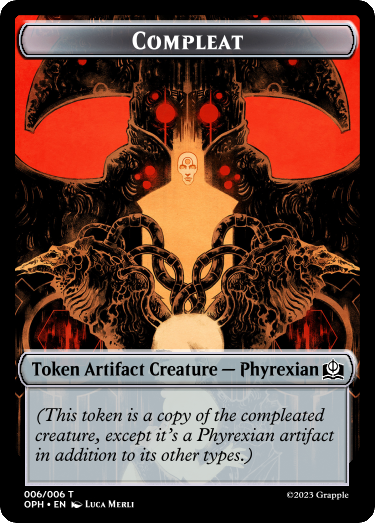 COMPLEAT
Token Artifact Creature — Phyrexian
(This token is a copy of the compleated
creature, except it's a Phyrexian artifact
in addition to its other types.)
006/006 T
OPH • EN LUCA MERLI
©2023 Grapple